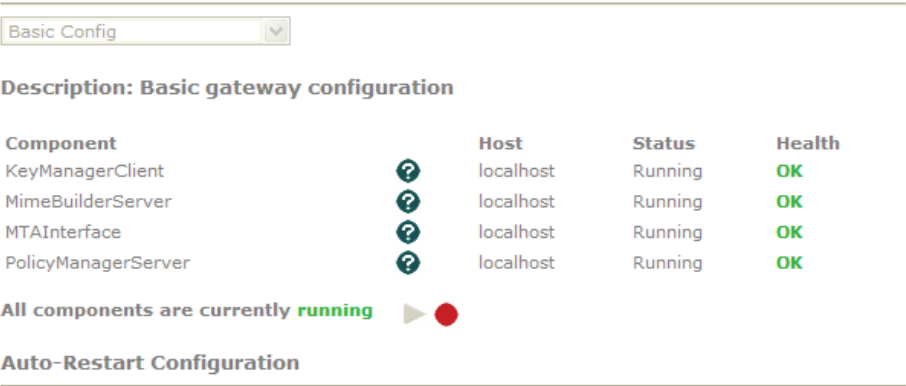 Basic Config
Description: Basic gateway configuration
Component Host Status Health
KeyManagerClient ? localhost Running OK
MimeBuilderServer ? localhost Running OK
MTAInterface ? localhost Running OK
PolicyManagerServer ? localhost Running OK
All components are currently running
Auto-Restart Configuration